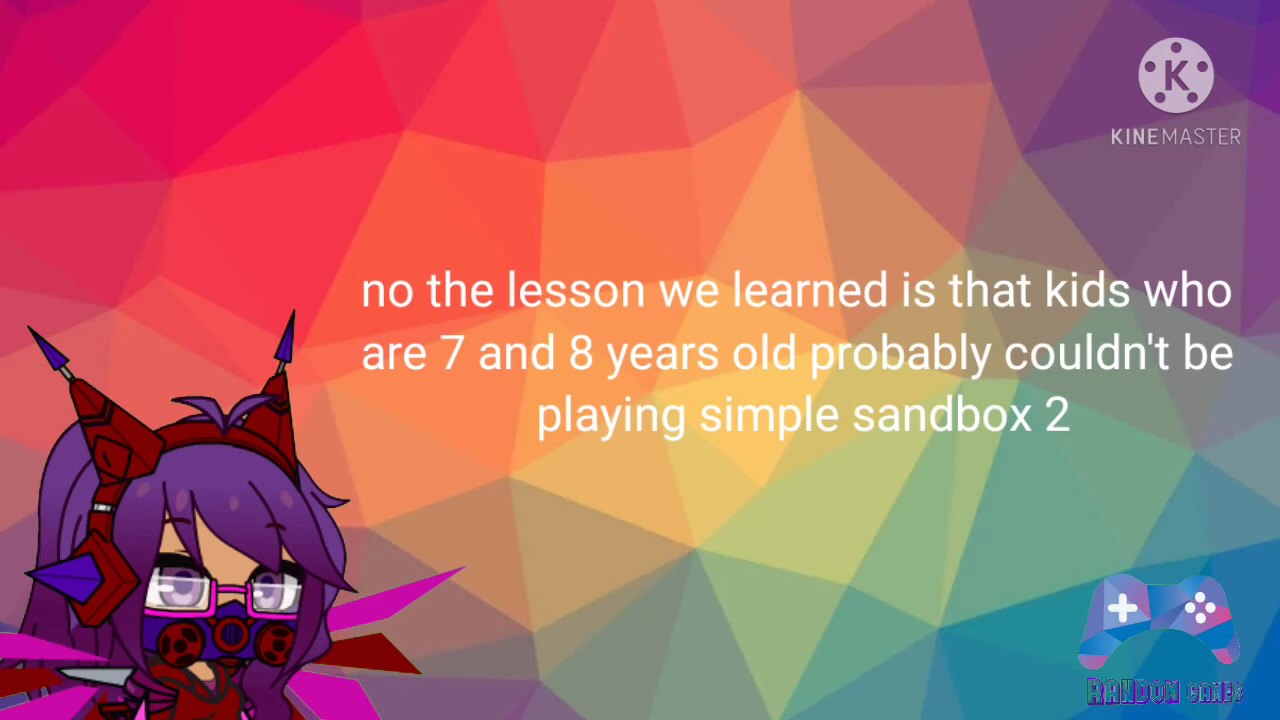 K
KINEMASTER
no the lesson we learned is that kids who
are 7 and 8 years old probably couldn't be
playing simple sandbox 2
RANDON GAMES